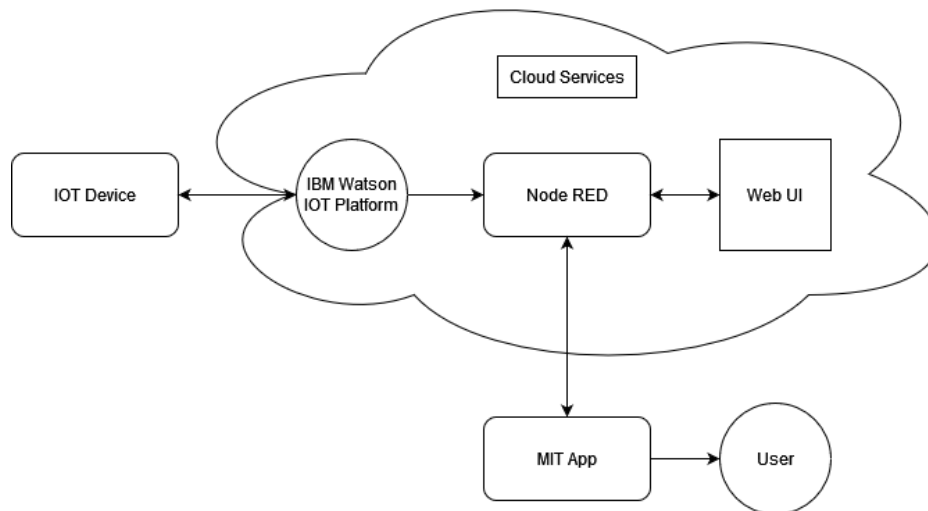 Cloud Services
IOT Device
IBM Watson
IOT Platform
Node RED
Web UI
MIT App
User